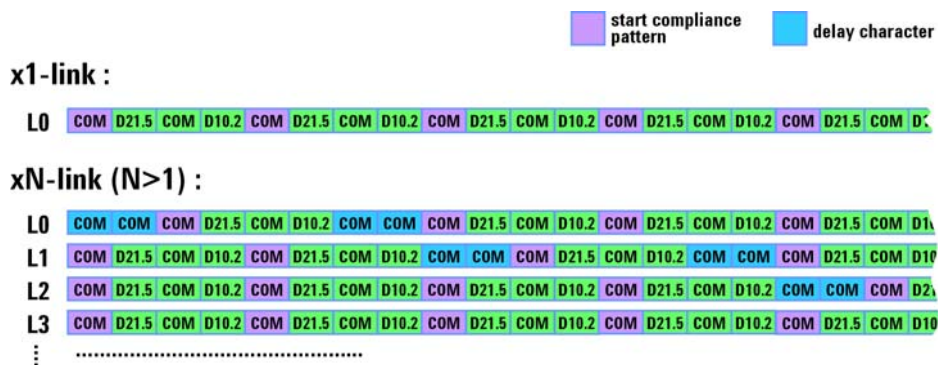 start compliance
pattern
delay character
x1-link :
L0 COM D21.5 COM D10.2 COM D21.5 COM D10.2 COM D21.5 COM D10.2 COM D21.5 COM D10.2 COM D21.5 COM
xN-link (N>1) :
L0 COM COM COM D21.5 COM D10.2 COM COM COM D21.5 COM D10.2 COM D21.5 COM D10.2 COM D21.5 COM
L1 COM D21.5 COM D10.2 COM D21.5 COM D10.2 COM COM COM D21.5 COM D10.2 COM COM COM D21.5 COM D10
L2 COM D21.5 COM D10.2 COM D21.5 COM D10.2 COM D21.5 COM D10.2 COM D21.5 COM D10.2 COM COM COM
L3 COM D21.5 COM D10.2 COM D21.5 COM D10.2 COM D21.5 COM D10.2 COM D21.5 COM D10.2 COM D21.5 COM D10